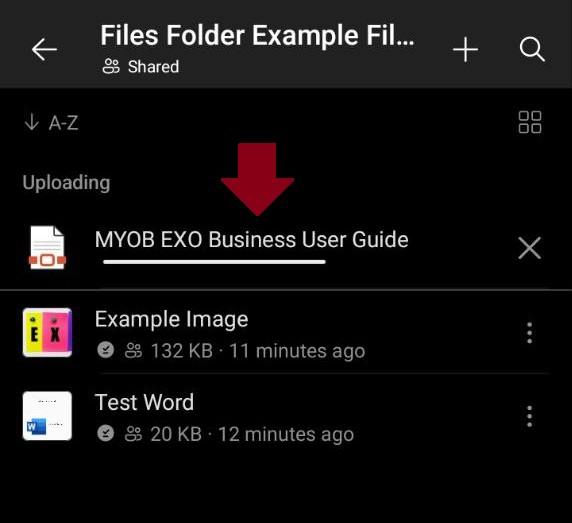 Files Folder Example Fil...
Shared
A-Z
Uploading
MYOB EXO Business User Guide
E X
Example Image
132 KB · 11 minutes ago
Test Word
W
20 KB · 12 minutes ago